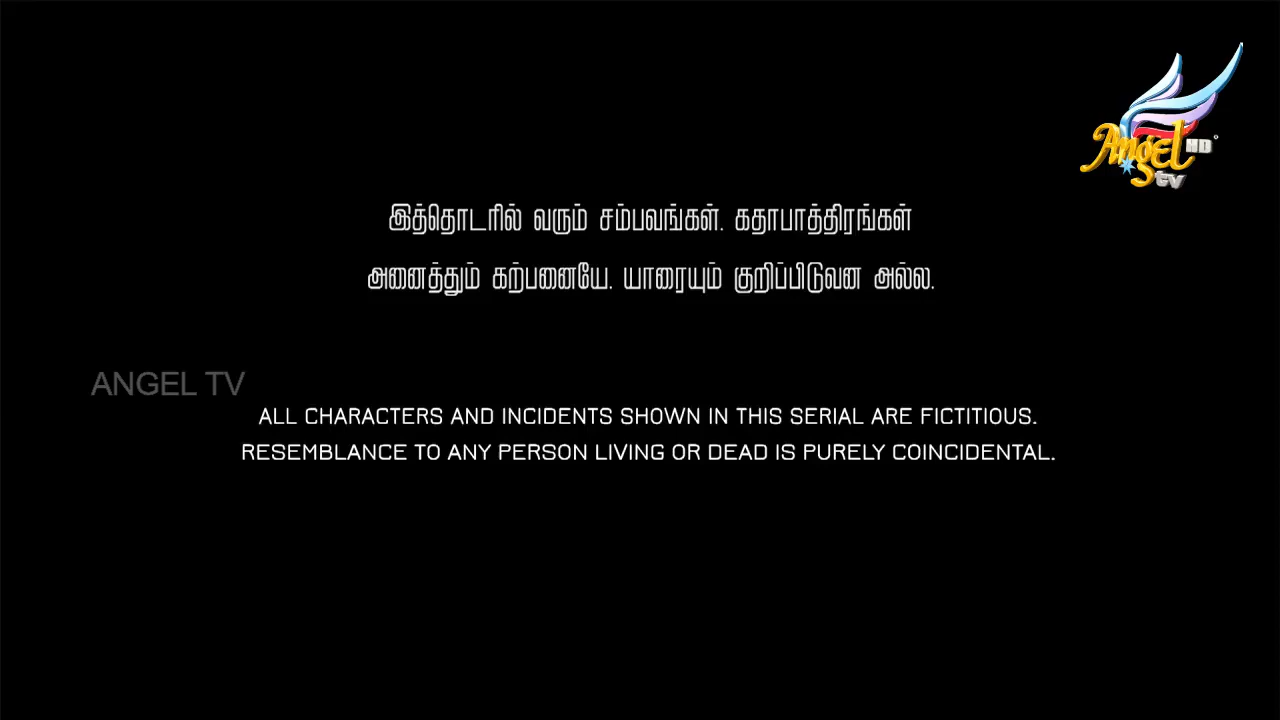 Angel HD
tv
இத்தொடரில் வரும் சம்பவங்கள். கதாபாத்திரங்கள்
அனைத்தும் கற்பனையே. யாரையும் குறிப்பிடுவன அல்ல.
ANGEL TV
ALL CHARACTERS AND INCIDENTS SHOWN IN THIS SERIAL ARE FICTITIOUS.
RESEMBLANCE TO ANY PERSON LIVING OR DEAD IS PURELY COINCIDENTAL.